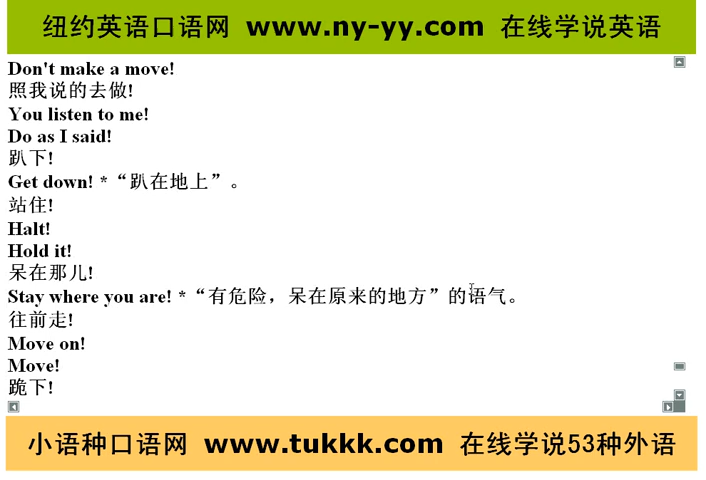 纽约英语口语网 www.ny-yy.com 在线学说英语
Don't make a move!
照我说的去做!
You listen to me!
Do as I said!
趴下!
Get down! *“趴在地上”。
站住!
Halt!
Hold it!
呆在那儿!
Stay where you are! *“有危险，呆在原来的地方”的语气。
往前走!
Move on!
Move!
跪下!
小语种口语网 www.tukkk.com 在线学说53种外语